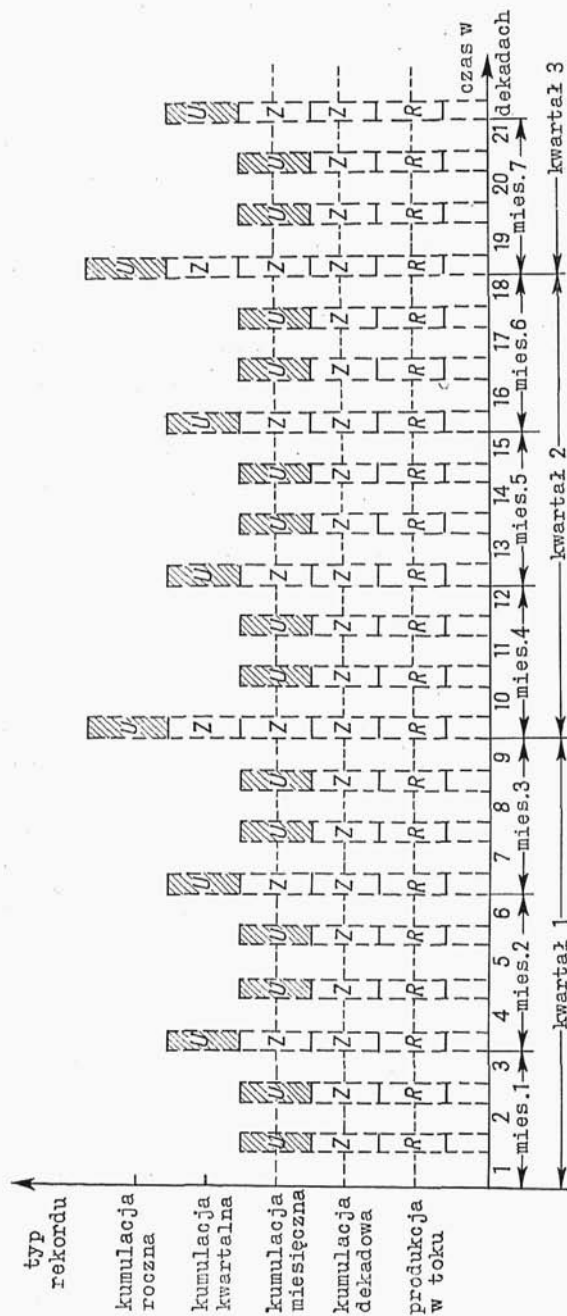 typ
rekordu
kumulacja
roczna
U U
kumulacja
kwartalna
U U Z U U Z U
kumulacja
miesięczna
U U Z U U Z U U Z U U Z U U Z U U Z U U Z
kumulacja
dekadowa
Z Z Z Z Z Z Z Z Z Z Z Z Z Z Z Z Z Z Z Z Z
produkcja
w toku
R R R R R R R R R R R R R R R R R R R R R
czas w
dekadach
1 2 3 4 5 6 7 8 9 10 11 12 13 14 15 16 17 18 19 20 21
mies.1 mies.2 mies.3 mies.4 mies.5 mies.6 mies.7
kwartał 1 kwartał 2 kwartał 3